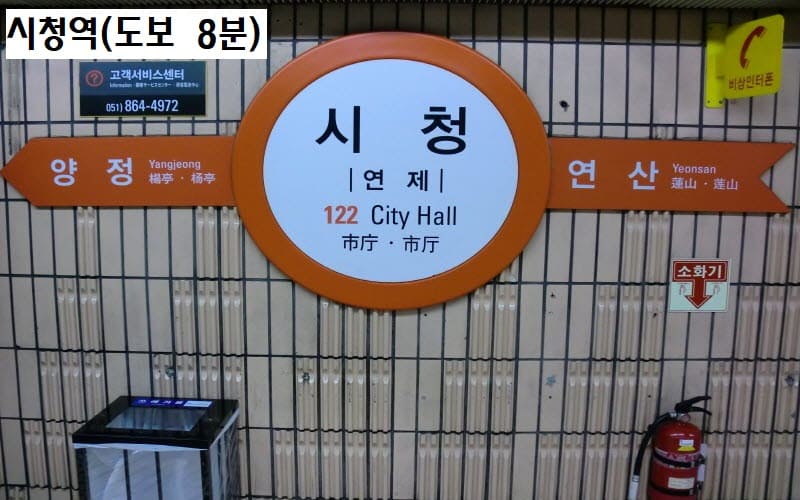 시청역(도보 8분)
고객서비스센터
(051) 864-4972
비상인터폰
양 정 Yangjeong
楊亭 · 杨亭
시 청
|연 제|
122 City Hall
市庁 · 市厅
연 산 Yeonsan
蓮山 · 莲山
소화기